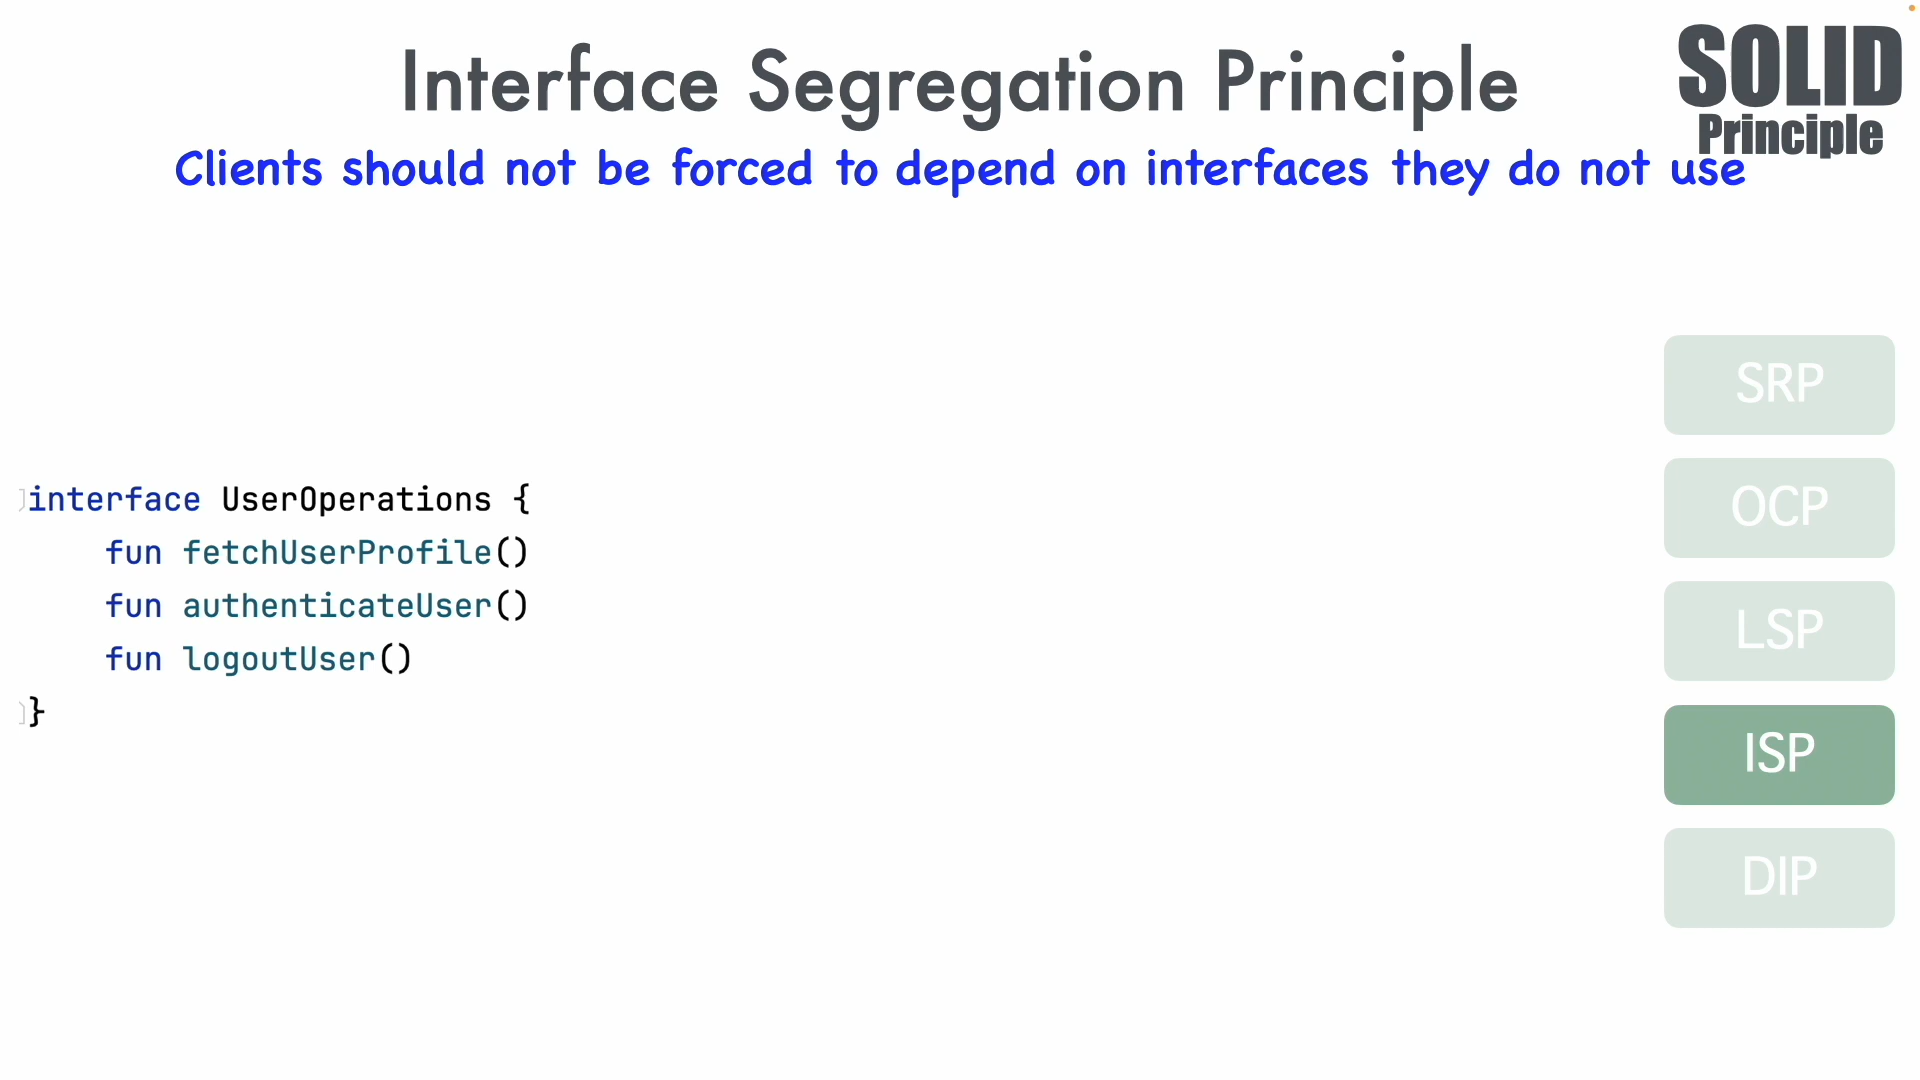 Interface Segregation Principle
SOLID
Principle
Clients should not be forced to depend on interfaces they do not use
interface UserOperations {
    fun fetchUserProfile()
    fun authenticateUser()
    fun logoutUser()
}
SRP
OCP
LSP
ISP
DIP